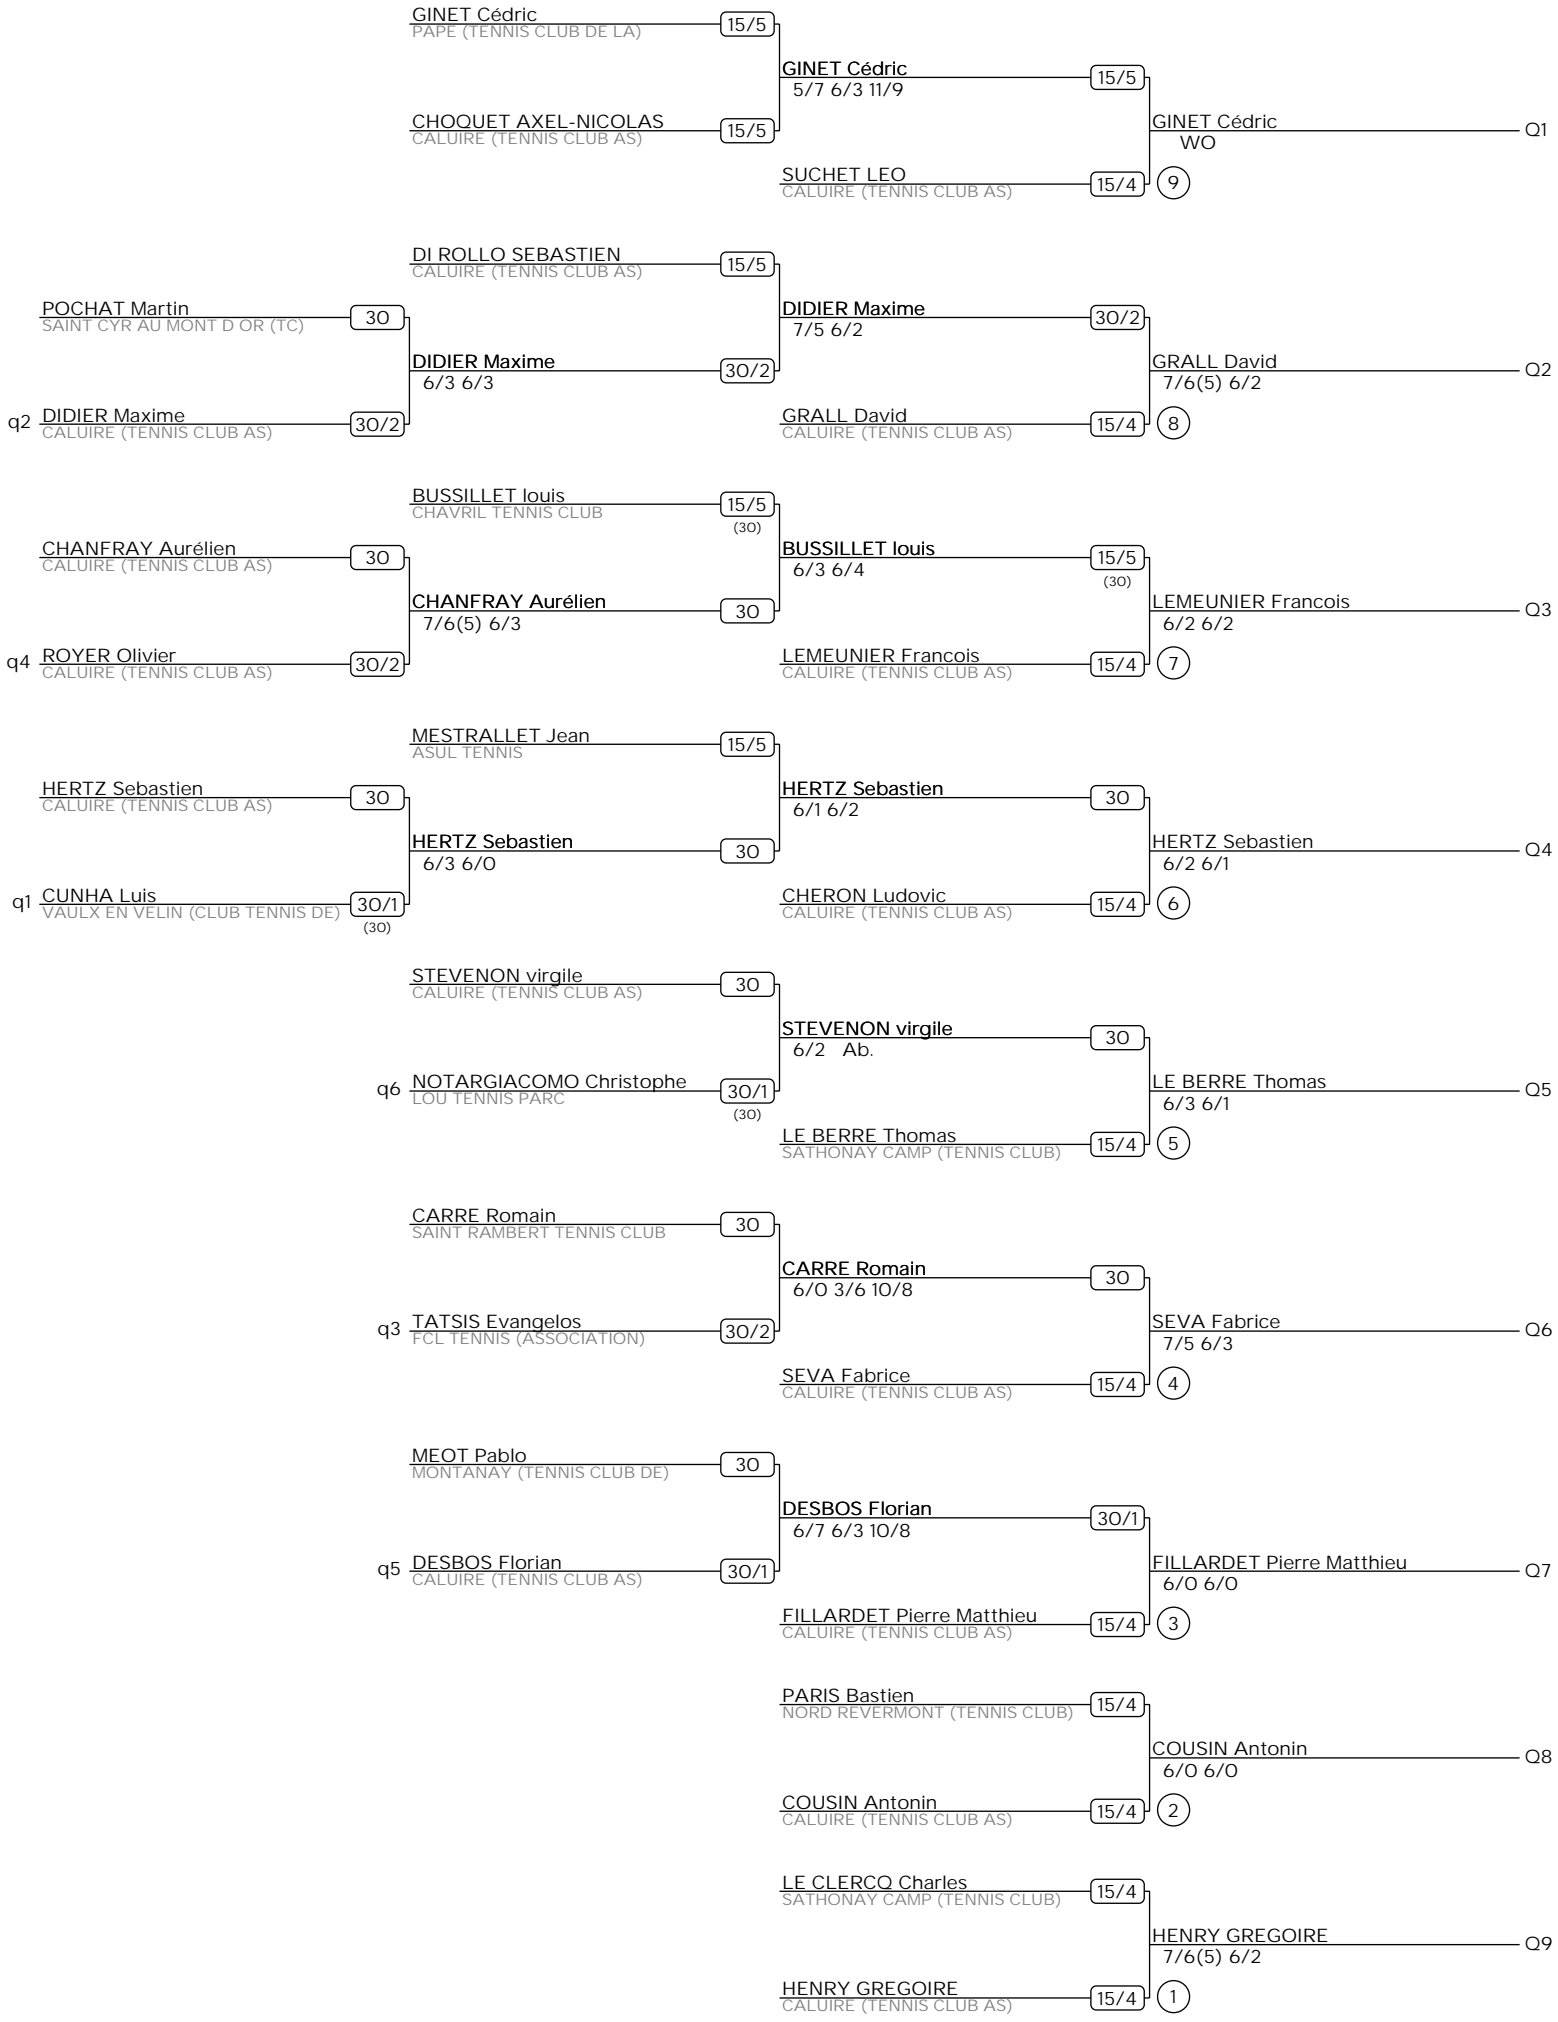 GINET Cédric
PAPE (TENNIS CLUB DE LA)
15/5
GINET Cédric
15/5
5/7 6/3 11/9
CHOQUET AXEL-NICOLAS
CALUIRE (TENNIS CLUB AS)
15/5
GINET Cédric
WO
Q1
SUCHET LEO
CALUIRE (TENNIS CLUB AS)
15/4
9
DI ROLLO SEBASTIEN
CALUIRE (TENNIS CLUB AS)
15/5
POCHAT Martin
SAINT CYR AU MONT D OR (TC)
30
DIDIER Maxime
7/5 6/2
30/2
DIDIER Maxime
6/3 6/3
30/2
GRALL David
7/6(5) 6/2
Q2
q2
DIDIER Maxime
CALUIRE (TENNIS CLUB AS)
30/2
GRALL David
CALUIRE (TENNIS CLUB AS)
15/4
8
BUSSILLET louis
CHAVRIL TENNIS CLUB
15/5
(30)
CHANFRAY Aurélien
CALUIRE (TENNIS CLUB AS)
30
BUSSILLET louis
6/3 6/4
15/5
(30)
CHANFRAY Aurélien
7/6(5) 6/3
30
LEMEUNIER Francois
6/2 6/2
Q3
q4
ROYER Olivier
CALUIRE (TENNIS CLUB AS)
30/2
LEMEUNIER Francois
CALUIRE (TENNIS CLUB AS)
15/4
7
MESTRALLET Jean
ASUL TENNIS
15/5
HERTZ Sebastien
CALUIRE (TENNIS CLUB AS)
30
HERTZ Sebastien
6/1 6/2
30
HERTZ Sebastien
6/3 6/0
30
HERTZ Sebastien
6/2 6/1
Q4
q1
CUNHA Luis
VAULX EN VELIN (CLUB TENNIS DE)
30/1
(30)
CHERON Ludovic
CALUIRE (TENNIS CLUB AS)
15/4
6
STEVENON virgile
CALUIRE (TENNIS CLUB AS)
30
STEVENON virgile
6/2 Ab.
30
q6
NOTARGIACOMO Christophe
LOU TENNIS PARC
30/1
(30)
LE BERRE Thomas
6/3 6/1
Q5
LE BERRE Thomas
SATHONAY CAMP (TENNIS CLUB)
15/4
5
CARRE Romain
SAINT RAMBERT TENNIS CLUB
30
CARRE Romain
6/0 3/6 10/8
30
q3
TATSIS Evangelos
FCL TENNIS (ASSOCIATION)
30/2
SEVA Fabrice
7/5 6/3
Q6
SEVA Fabrice
CALUIRE (TENNIS CLUB AS)
15/4
4
MEOT Pablo
MONTANAY (TENNIS CLUB DE)
30
DESBOS Florian
6/7 6/3 10/8
30/1
q5
DESBOS Florian
CALUIRE (TENNIS CLUB AS)
30/1
FILLARDET Pierre Matthieu
6/0 6/0
Q7
FILLARDET Pierre Matthieu
CALUIRE (TENNIS CLUB AS)
15/4
3
PARIS Bastien
NORD REVERMONT (TENNIS CLUB)
15/4
COUSIN Antonin
6/0 6/0
Q8
COUSIN Antonin
CALUIRE (TENNIS CLUB AS)
15/4
2
LE CLERCQ Charles
SATHONAY CAMP (TENNIS CLUB)
15/4
HENRY GREGOIRE
7/6(5) 6/2
Q9
HENRY GREGOIRE
CALUIRE (TENNIS CLUB AS)
15/4
1